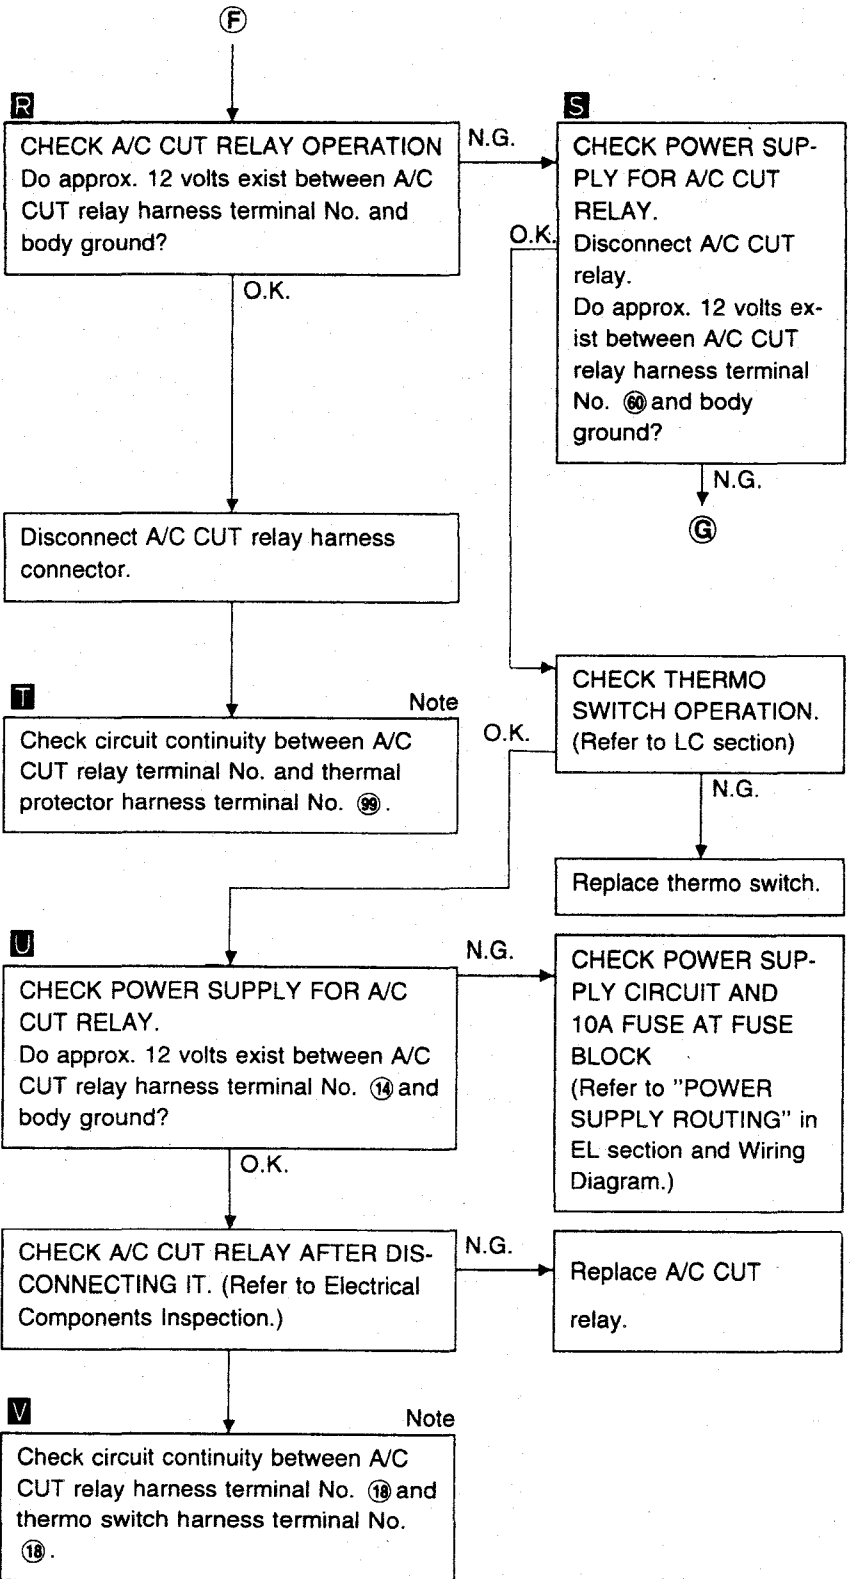 F
R
CHECK A/C CUT RELAY OPERATION
Do approx. 12 volts exist between A/C
CUT relay harness terminal No. and
body ground?
N.G.
O.K.
S
CHECK POWER SUP-
PLY FOR A/C CUT
RELAY.
Disconnect A/C CUT
relay.
Do approx. 12 volts ex-
ist between A/C CUT
relay harness terminal
No. 60 and body
ground?
O.K.
N.G.
G
Disconnect A/C CUT relay harness
connector.
T
Note
Check circuit continuity between A/C
CUT relay terminal No. and thermal
protector harness terminal No. 99 .
CHECK THERMO
SWITCH OPERATION.
(Refer to LC section)
O.K.
N.G.
Replace thermo switch.
U
CHECK POWER SUPPLY FOR A/C
CUT RELAY.
Do approx. 12 volts exist between A/C
CUT relay harness terminal No. 14 and
body ground?
N.G.
O.K.
CHECK POWER SUP-
PLY CIRCUIT AND
10A FUSE AT FUSE
BLOCK
(Refer to "POWER
SUPPLY ROUTING" in
EL section and Wiring
Diagram.)
CHECK A/C CUT RELAY AFTER DIS-
CONNECTING IT. (Refer to Electrical
Components Inspection.)
N.G.
Replace A/C CUT
relay.
V
Note
Check circuit continuity between A/C
CUT relay harness terminal No. 18 and
thermo switch harness terminal No.
18 .